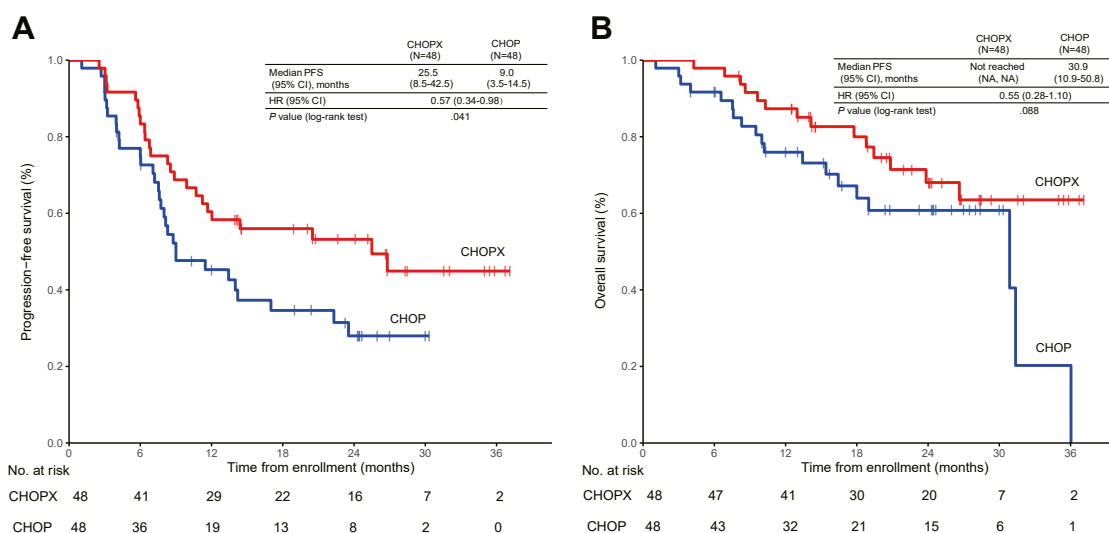 A
CHOPX CHOP
(N=48) (N=48)
Median PFS 25.5 9.0
(95% CI), months (8.5-42.5) (3.5-14.5)
HR (95% CI) 0.57 (0.34-0.98)
P value (log-rank test) .041
Progression−free survival (%)
1.0
0.8
0.6
0.4
0.2
0.0
CHOPX
CHOP
0 6 12 18 24 30 36
Time from enrollment (months)
No. at risk
CHOPX 48 41 29 22 16 7 2
CHOP 48 36 19 13 8 2 0
B
CHOPX CHOP
(N=48) (N=48)
Median PFS Not reached 30.9
(95% CI), months (NA, NA) (10.9-50.8)
HR (95% CI) 0.55 (0.28-1.10)
P value (log-rank test) .088
Overall survival (%)
1.0
0.8
0.6
0.4
0.2
0.0
CHOPX
CHOP
0 6 12 18 24 30 36
Time from enrollment (months)
No. at risk
CHOPX 48 47 41 30 20 7 2
CHOP 48 43 32 21 15 6 1